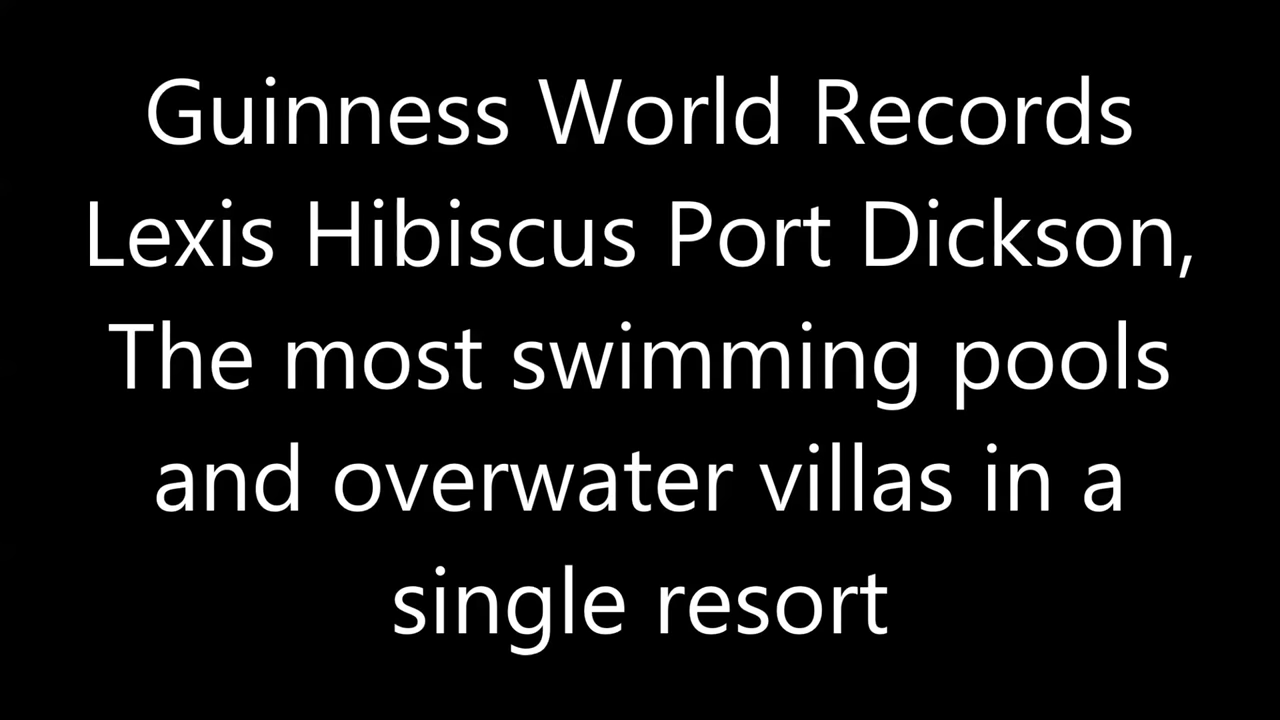 Guinness World Records
Lexis Hibiscus Port Dickson,
The most swimming pools
and overwater villas in a
single resort